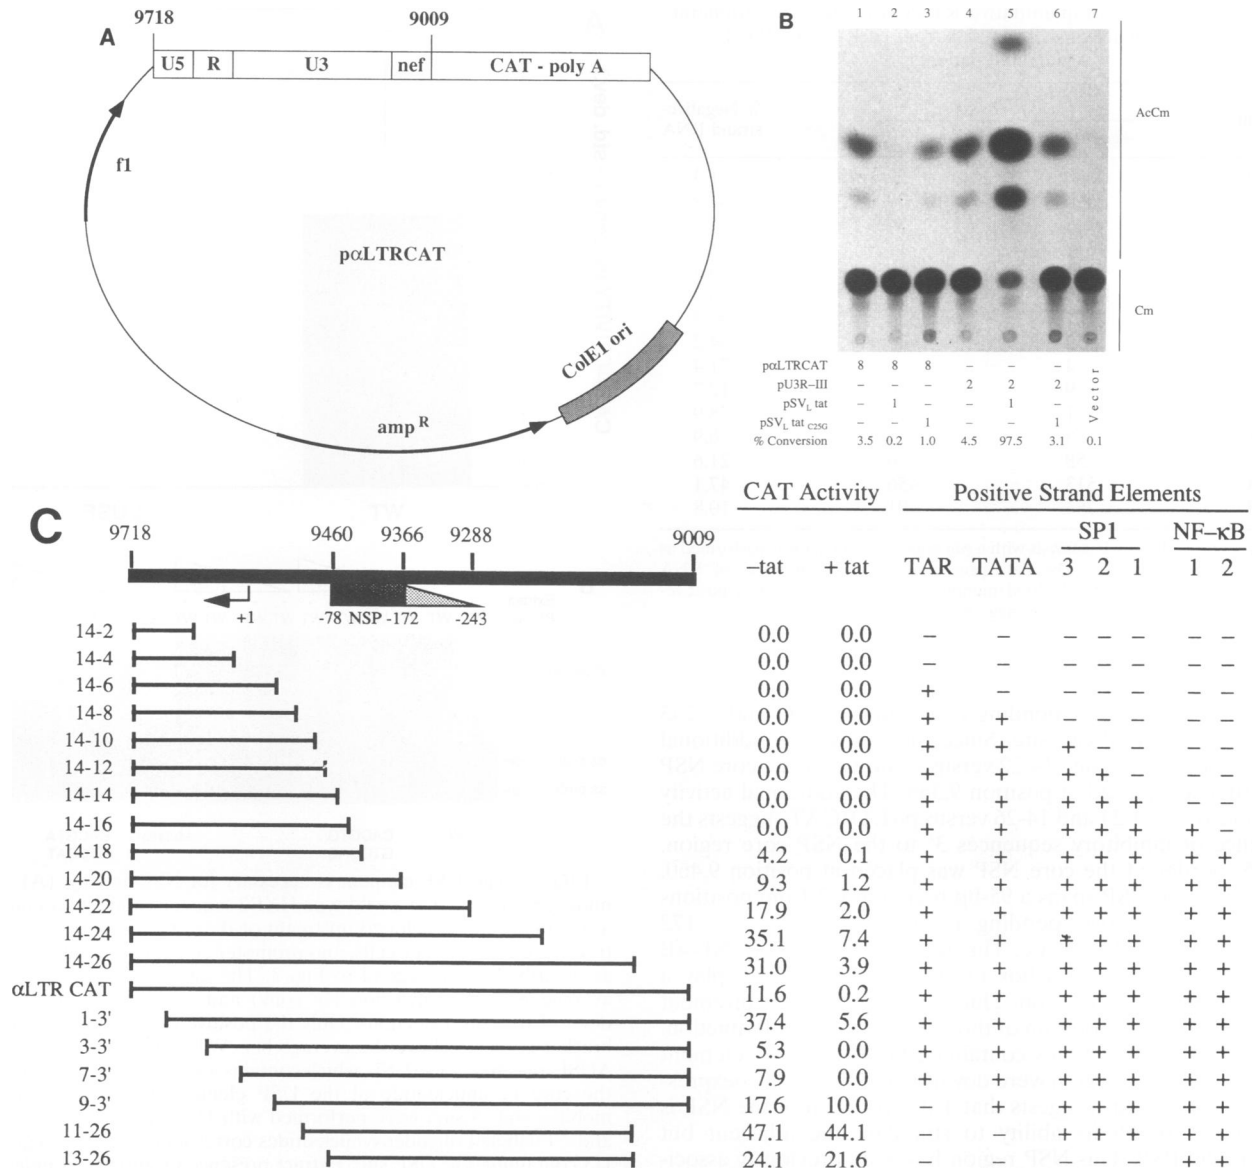 A
9718 9009
U5 R U3 nef CAT - poly A
f1
pαLTRCAT
ColE1 ori
amp R
B
1 2 3 4 5 6 7
AcCm
Cm
pαLTRCAT 8 8 8 – – –
pU3R–III – – – 2 2 2
pSVL tat – 1 – – 1 –
pSVL tat C25G – – 1 – – 1
Vector
% Conversion 3.5 0.2 1.0 4.5 97.5 3.1 0.1
C
9718 9460 9366 9288 9009
+1 -78 NSP -172 -243
CAT Activity Positive Strand Elements
SP1 NF–κB
–tat + tat TAR TATA 3 2 1 1 2
14-2 0.0 0.0 – – – – – – –
14-4 0.0 0.0 – – – – – – –
14-6 0.0 0.0 + – – – – – –
14-8 0.0 0.0 + + – – – – –
14-10 0.0 0.0 + + + – – – –
14-12 0.0 0.0 + + + + – – –
14-14 0.0 0.0 + + + + + – –
14-16 0.0 0.0 + + + + + + –
14-18 4.2 0.1 + + + + + + +
14-20 9.3 1.2 + + + + + + +
14-22 17.9 2.0 + + + + + + +
14-24 35.1 7.4 + + + + + + +
14-26 31.0 3.9 + + + + + + +
αLTR CAT 11.6 0.2 + + + + + + +
1-3' 37.4 5.6 + + + + + + +
3-3' 5.3 0.0 + + + + + + +
7-3' 7.9 0.0 + + + + + + +
9-3' 17.6 10.0 – + + + + + +
11-26 47.1 44.1 – – + + + + +
13-26 24.1 21.6 – – – – – + +